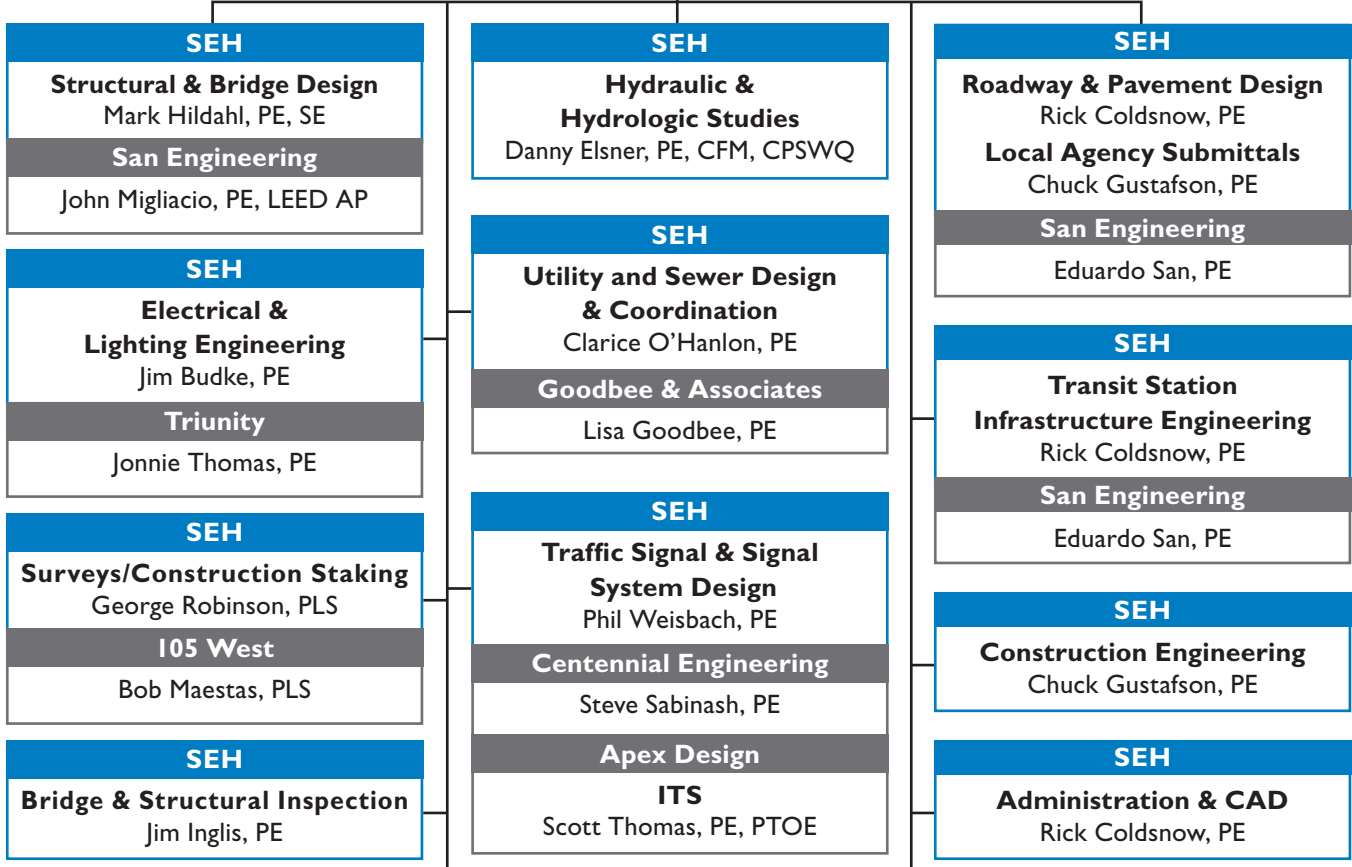 SEH
Structural & Bridge Design
Mark Hildahl, PE, SE
San Engineering
John Migliacio, PE, LEED AP
SEH
Electrical &
Lighting Engineering
Jim Budke, PE
Triunity
Jonnie Thomas, PE
SEH
Surveys/Construction Staking
George Robinson, PLS
105 West
Bob Maestas, PLS
SEH
Bridge & Structural Inspection
Jim Inglis, PE
SEH
Hydraulic &
Hydrologic Studies
Danny Elsner, PE, CFM, CPSWQ
SEH
Utility and Sewer Design
& Coordination
Clarice O’Hanlon, PE
Goodbee & Associates
Lisa Goodbee, PE
SEH
Traffic Signal & Signal
System Design
Phil Weisbach, PE
Centennial Engineering
Steve Sabinash, PE
Apex Design
ITS
Scott Thomas, PE, PTOE
SEH
Roadway & Pavement Design
Rick Coldsnow, PE
Local Agency Submittals
Chuck Gustafson, PE
San Engineering
Eduardo San, PE
SEH
Transit Station
Infrastructure Engineering
Rick Coldsnow, PE
San Engineering
Eduardo San, PE
SEH
Construction Engineering
Chuck Gustafson, PE
SEH
Administration & CAD
Rick Coldsnow, PE